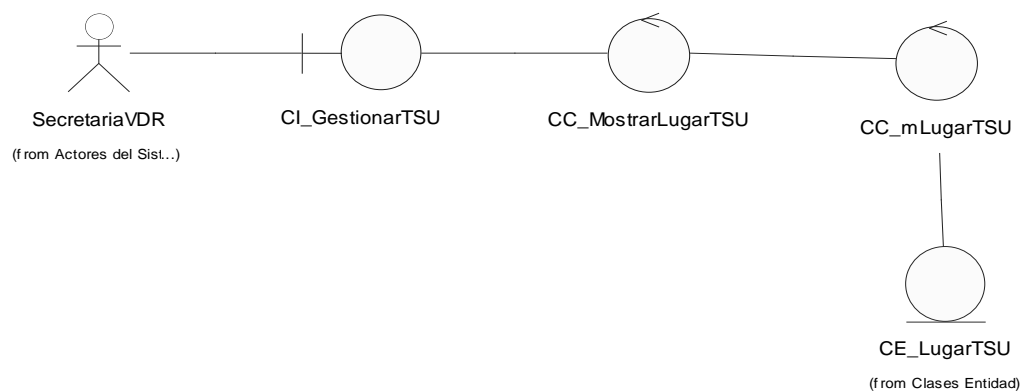 SecretariaVDR
(from Actores del Sist...)
CI_GestionarTSU
CC_MostrarLugarTSU
CC_mLugarTSU
CE_LugarTSU
(from Clases Entidad)